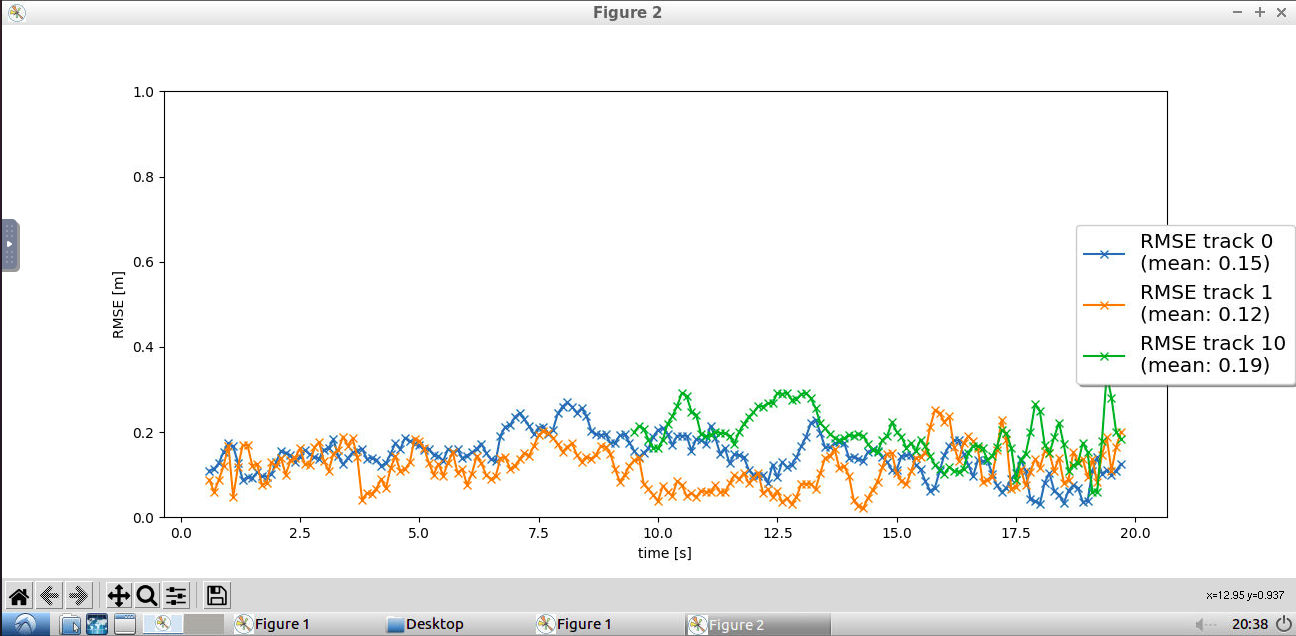 Figure 2
1.0
0.8
0.6
0.4
0.2
0.0
RMSE [m]
0.0 2.5 5.0 7.5 10.0 12.5 15.0 17.5 20.0
time [s]
RMSE track 0
(mean: 0.15)
RMSE track 1
(mean: 0.12)
RMSE track 10
(mean: 0.19)
x=12.95 y=0.937
Figure 1 Desktop Figure 1 Figure 2 20:38